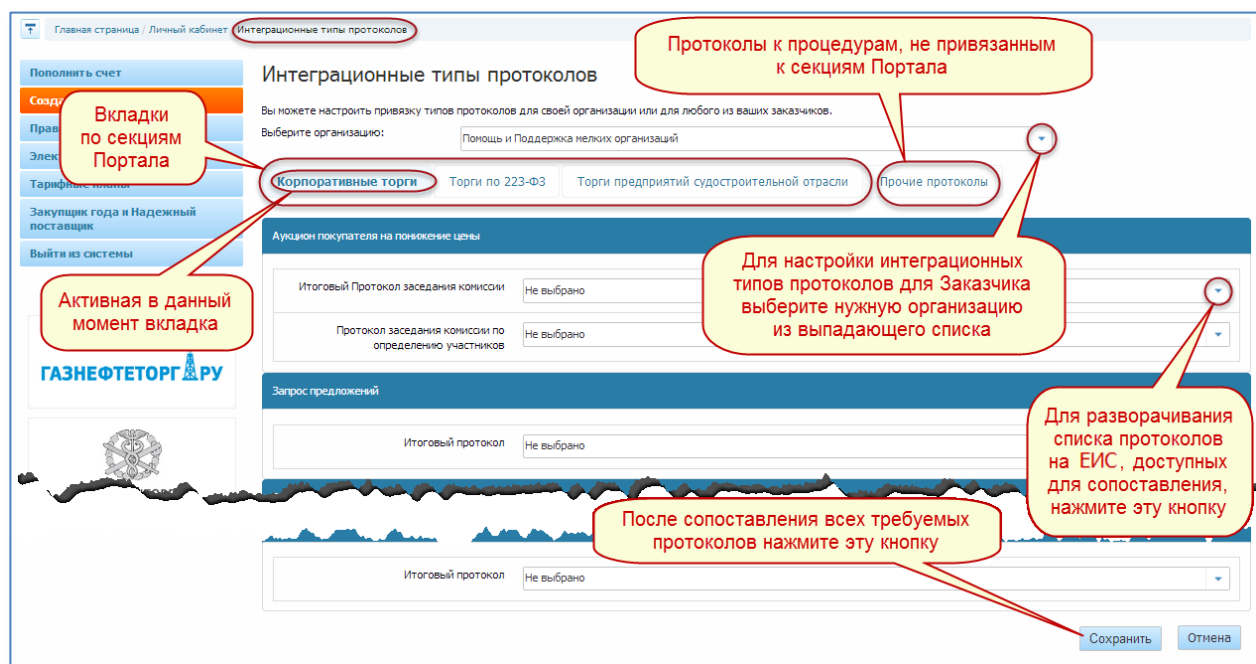 Главная страница / Личный кабинет / Интеграционные типы протоколов
Протоколы к процедурам, не привязанным
к секциям Портала
Пополнить счет
Созда
Прав
Элек
Тарифные планы
Закупщик года и Надежный
поставщик
Выйти из системы
Вкладки
по секциям
Портала
Активная в данный
момент вкладка
ГАЗНЕФТЕТОРГ РУ
Интеграционные типы протоколов
Вы можете настроить привязку типов протоколов для своей организации или для любого из ваших заказчиков.
Выберите организацию:
Помощь и Поддержка мелких организаций
Корпоративные торги
Торги по 223-ФЗ
Торги предприятий судостроительной отрасли
Прочие протоколы
Аукцион покупателя на понижение цены
Итоговый Протокол заседания комиссии
Не выбрано
Протокол заседания комиссии по
определению участников
Не выбрано
Для настройки интеграционных
типов протоколов для Заказчика
выберите нужную организацию
из выпадающего списка
Запрос предложений
Итоговый протокол
Не выбрано
Для разворачивания
списка протоколов
на ЕИС, доступных
для сопоставления,
нажмите эту кнопку
После сопоставления всех требуемых
протоколов нажмите эту кнопку
Итоговый протокол
Не выбрано
Сохранить
Отмена